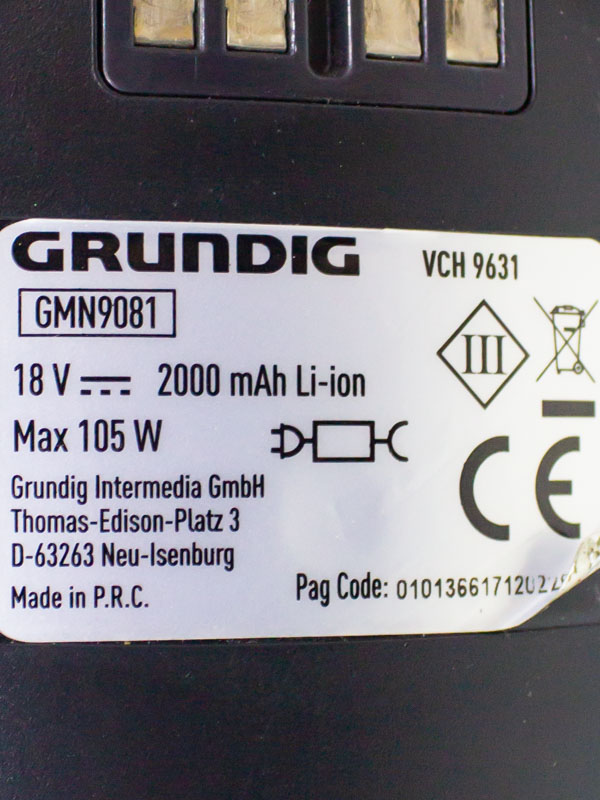 GRUNDIG VCH 9631
GMN9081
III
18 V 2000 mAh Li-ion
Max 105 W
CE
Grundig Intermedia GmbH
Thomas-Edison-Platz 3
D-63263 Neu-Isenburg
Made in P.R.C.
Pag Code: